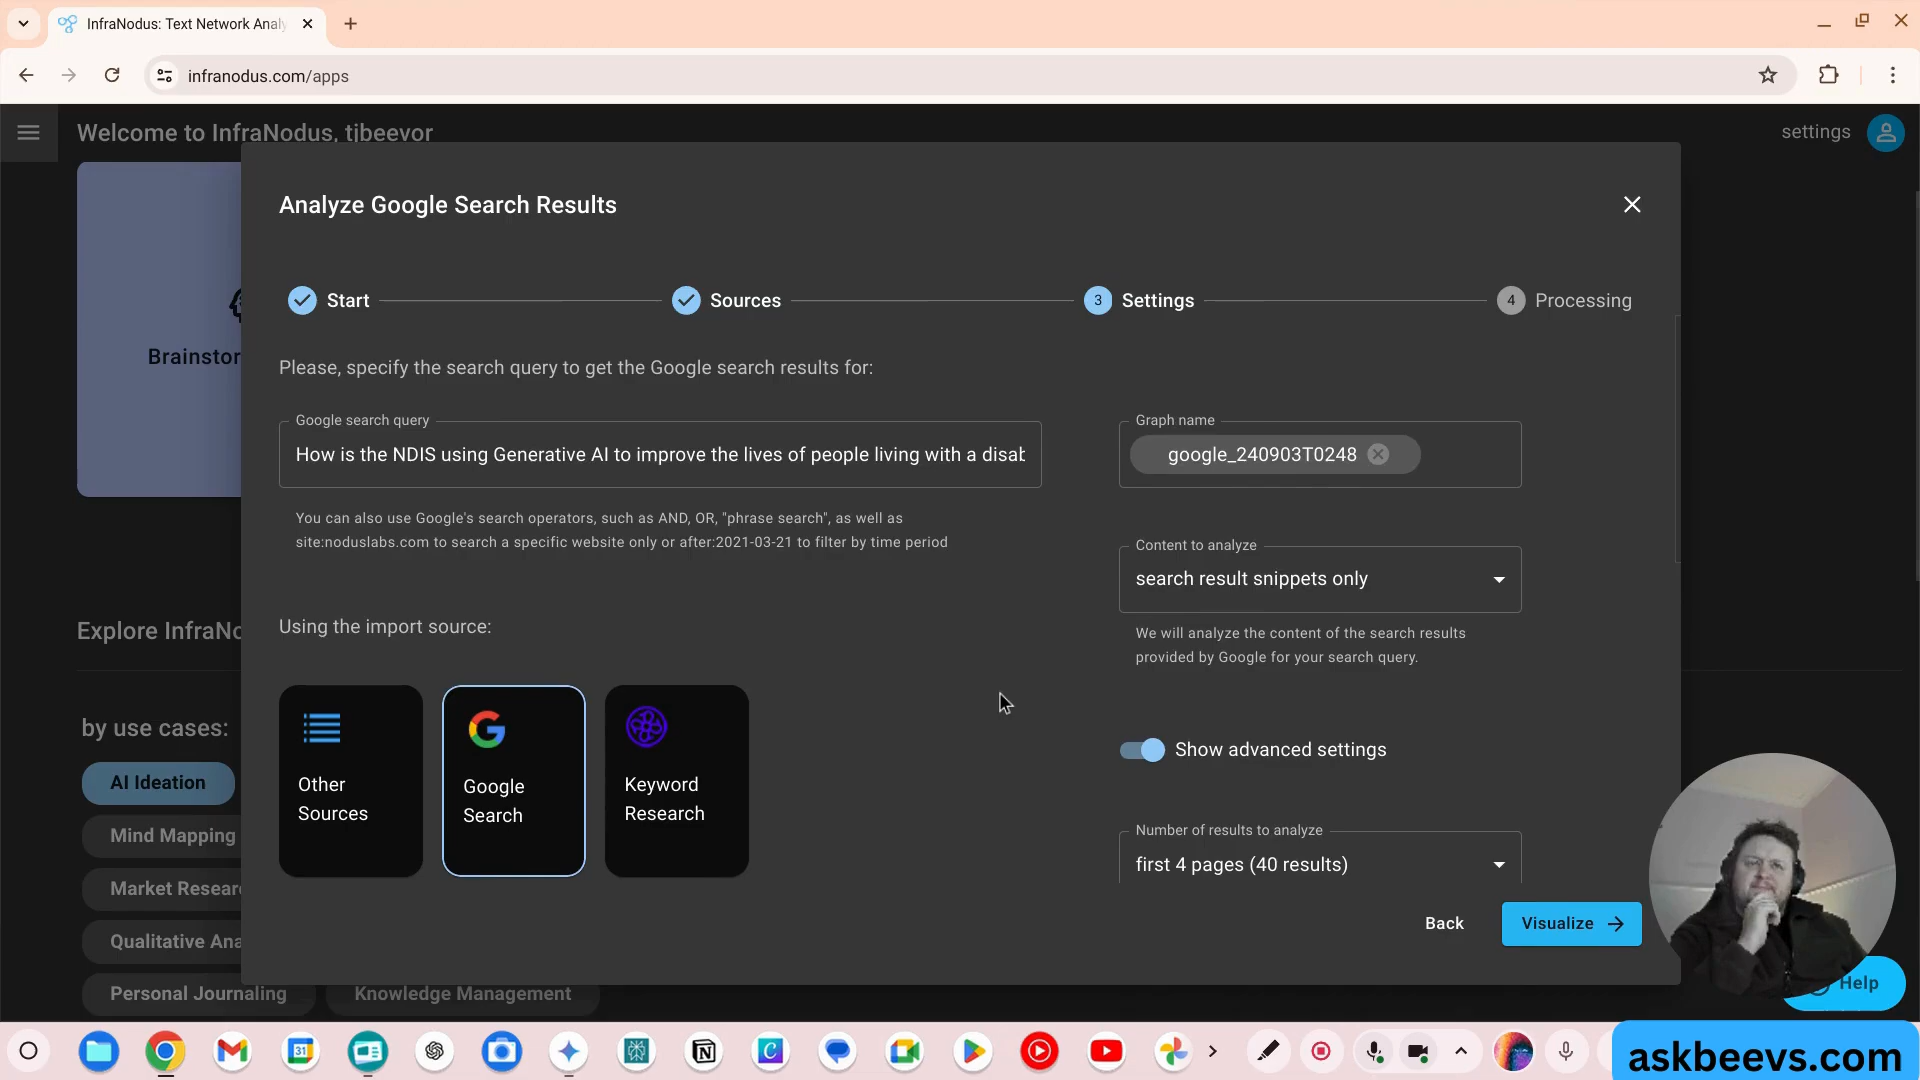 InfraNodus: Text Network Analy
infranodus.com/apps
Welcome to InfraNodus, tjbeevor
settings
Analyze Google Search Results
Start
Sources
3 Settings
4 Processing
Please, specify the search query to get the Google search results for:
Google search query
How is the NDIS using Generative AI to improve the lives of people living with a disab
You can also use Google's search operators, such as AND, OR, "phrase search", as well as
site:noduslabs.com to search a specific website only or after:2021-03-21 to filter by time period
Graph name
google_240903T0248
Content to analyze
search result snippets only
We will analyze the content of the search results
provided by Google for your search query.
Using the import source:
Other
Sources
Google
Search
Keyword
Research
Show advanced settings
Number of results to analyze
first 4 pages (40 results)
Back
Visualize
Brainstor
Explore InfraNo
by use cases:
AI Ideation
Mind Mapping
Market Resear
Qualitative Ana
Personal Journaling
Knowledge Management
Help
31
N
C
askbeevs.com